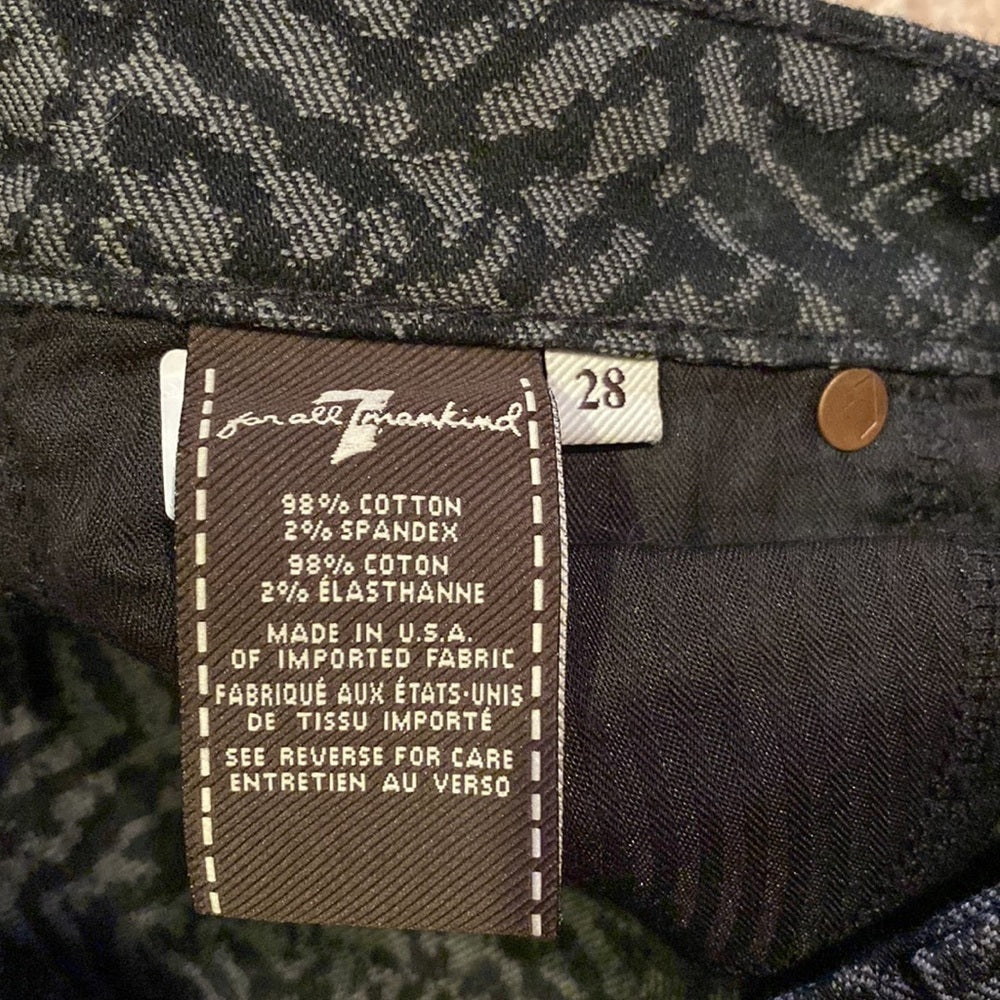 for all 7 mankind
28
98% COTTON
2% SPANDEX
98% COTON
2% ÉLASTHANNE
MADE IN U.S.A.
OF IMPORTED FABRIC
FABRIQUÉ AUX ÉTATS-UNIS
DE TISSU IMPORTÉ
SEE REVERSE FOR CARE
ENTRETIEN AU VERSO